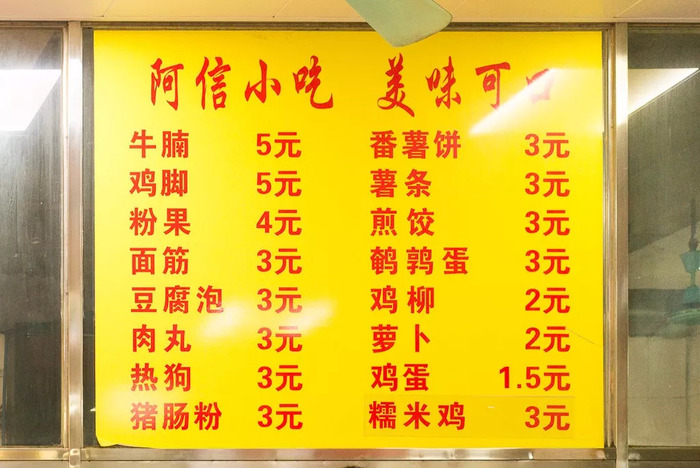 阿信小吃 美味可口
牛腩 5元
鸡脚 5元
粉果 4元
面筋 3元
豆腐泡 3元
肉丸 3元
热狗 3元
猪肠粉 3元
番薯饼 3元
薯条 3元
煎饺 3元
鹌鹑蛋 3元
鸡柳 2元
萝卜 2元
鸡蛋 1.5元
糯米鸡 3元